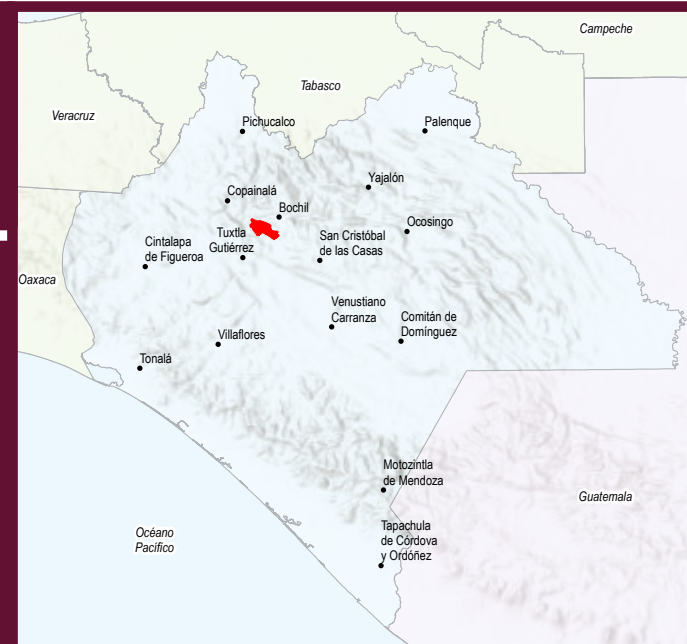 Campeche
Tabasco
Veracruz
Pichucalco
Palenque
Yajalón
Copainalá
Bochil
Ocosingo
Tuxtla
Gutiérrez
San Cristóbal
de las Casas
Cintalapa
de Figueroa
Oaxaca
Venustiano
Carranza
Comitán de
Domínguez
Villaflores
Tonalá
Motozintla
de Mendoza
Guatemala
Océano
Pacífico
Tapachula
de Córdova
y Ordóñez